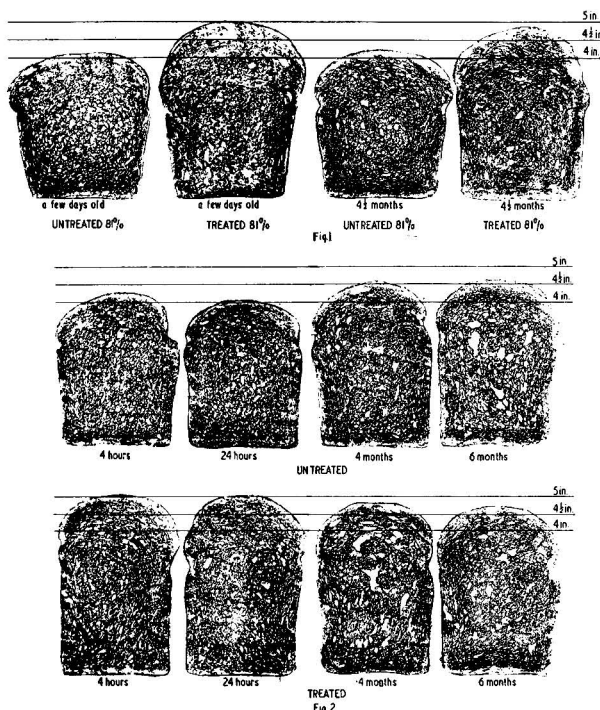 5 in.
4½ in.
4 in.
a few days old a few days old 4½ months 4½ months
UNTREATED 81% TREATED 81% UNTREATED 81% TREATED 81%
Fig.1
5 in.
4½ in.
4 in.
4 hours 24 hours 4 months 6 months
UNTREATED
5 in.
4½ in.
4 in.
4 hours 24 hours 4 months 6 months
TREATED
Fig.2